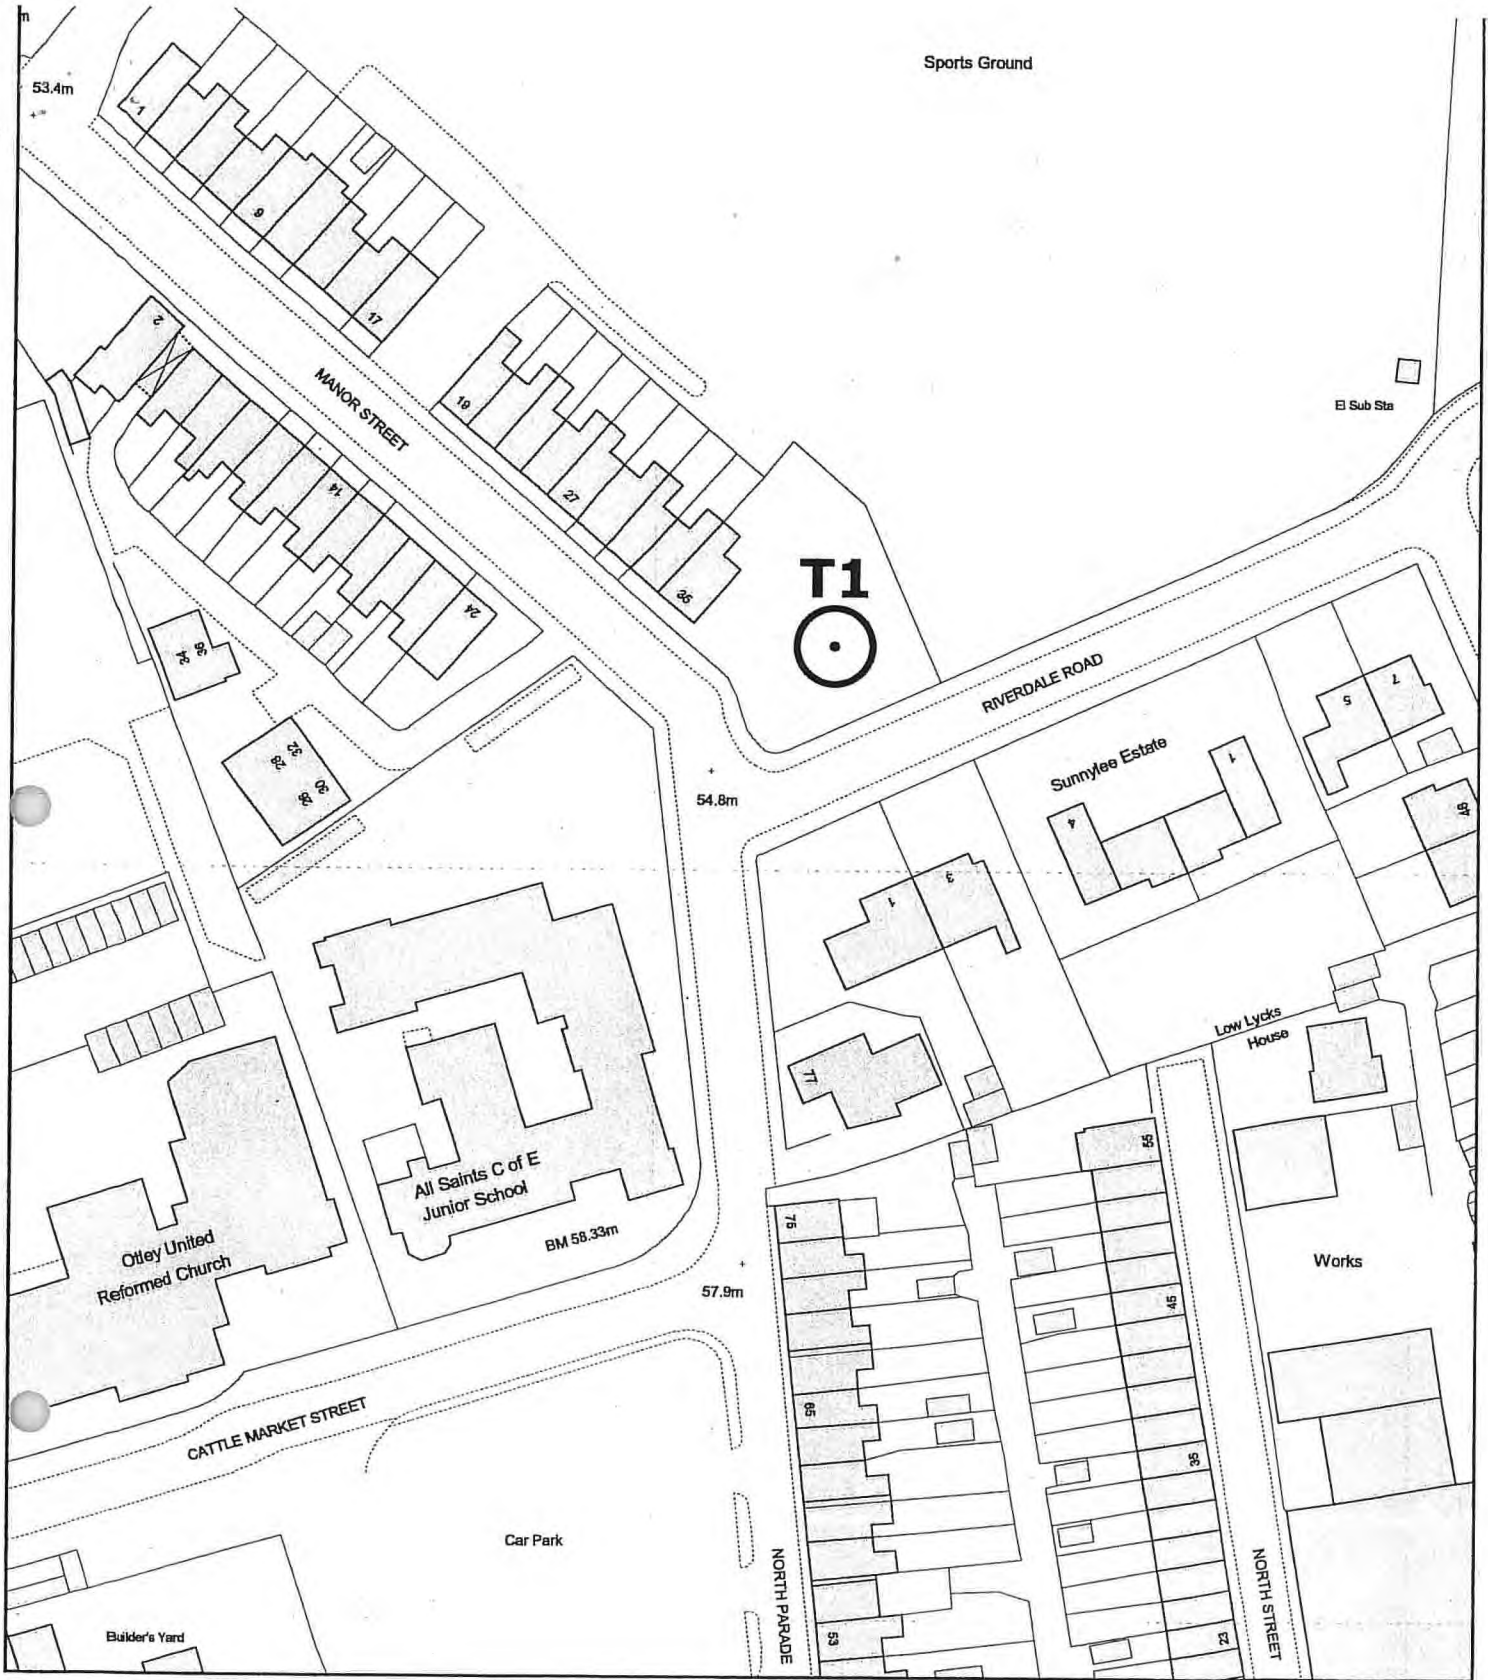 m
Sports Ground
53.4m
1
9
17
2
MANOR STREET
El Sub Sta
19
14
27
T1
35
24
34
36
RIVERDALE ROAD
7
5
Sunnylee Estate
32
28
30
26
1
54.8m
4
46
3
1
Low Lycks
House
77
55
All Saints C of E
Junior School
75
BM 58.33m
Otley United
Reformed Church
Works
57.9m
45
65
CATTLE MARKET STREET
35
Car Park
NORTH PARADE
NORTH STREET
Builder's Yard
53
23